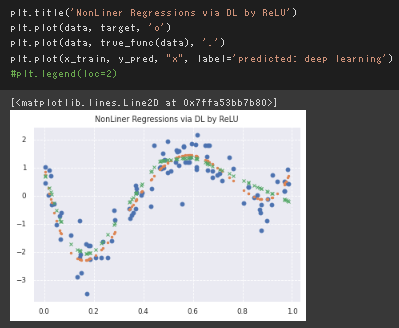 plt.title('NonLiner Regressions via DL by ReLU')
plt.plot(data, target, 'o')
plt.plot(data, true_func(data), '.')
plt.plot(x_train, y_pred, "x", label='predicted: deep learning')
#plt.legend(loc=2)
[<matplotlib.lines.Line2D at 0x7ffa53bb7b80>]
NonLiner Regressions via DL by ReLU
2
1
0
−1
−2
−3
0.0 0.2 0.4 0.6 0.8 1.0